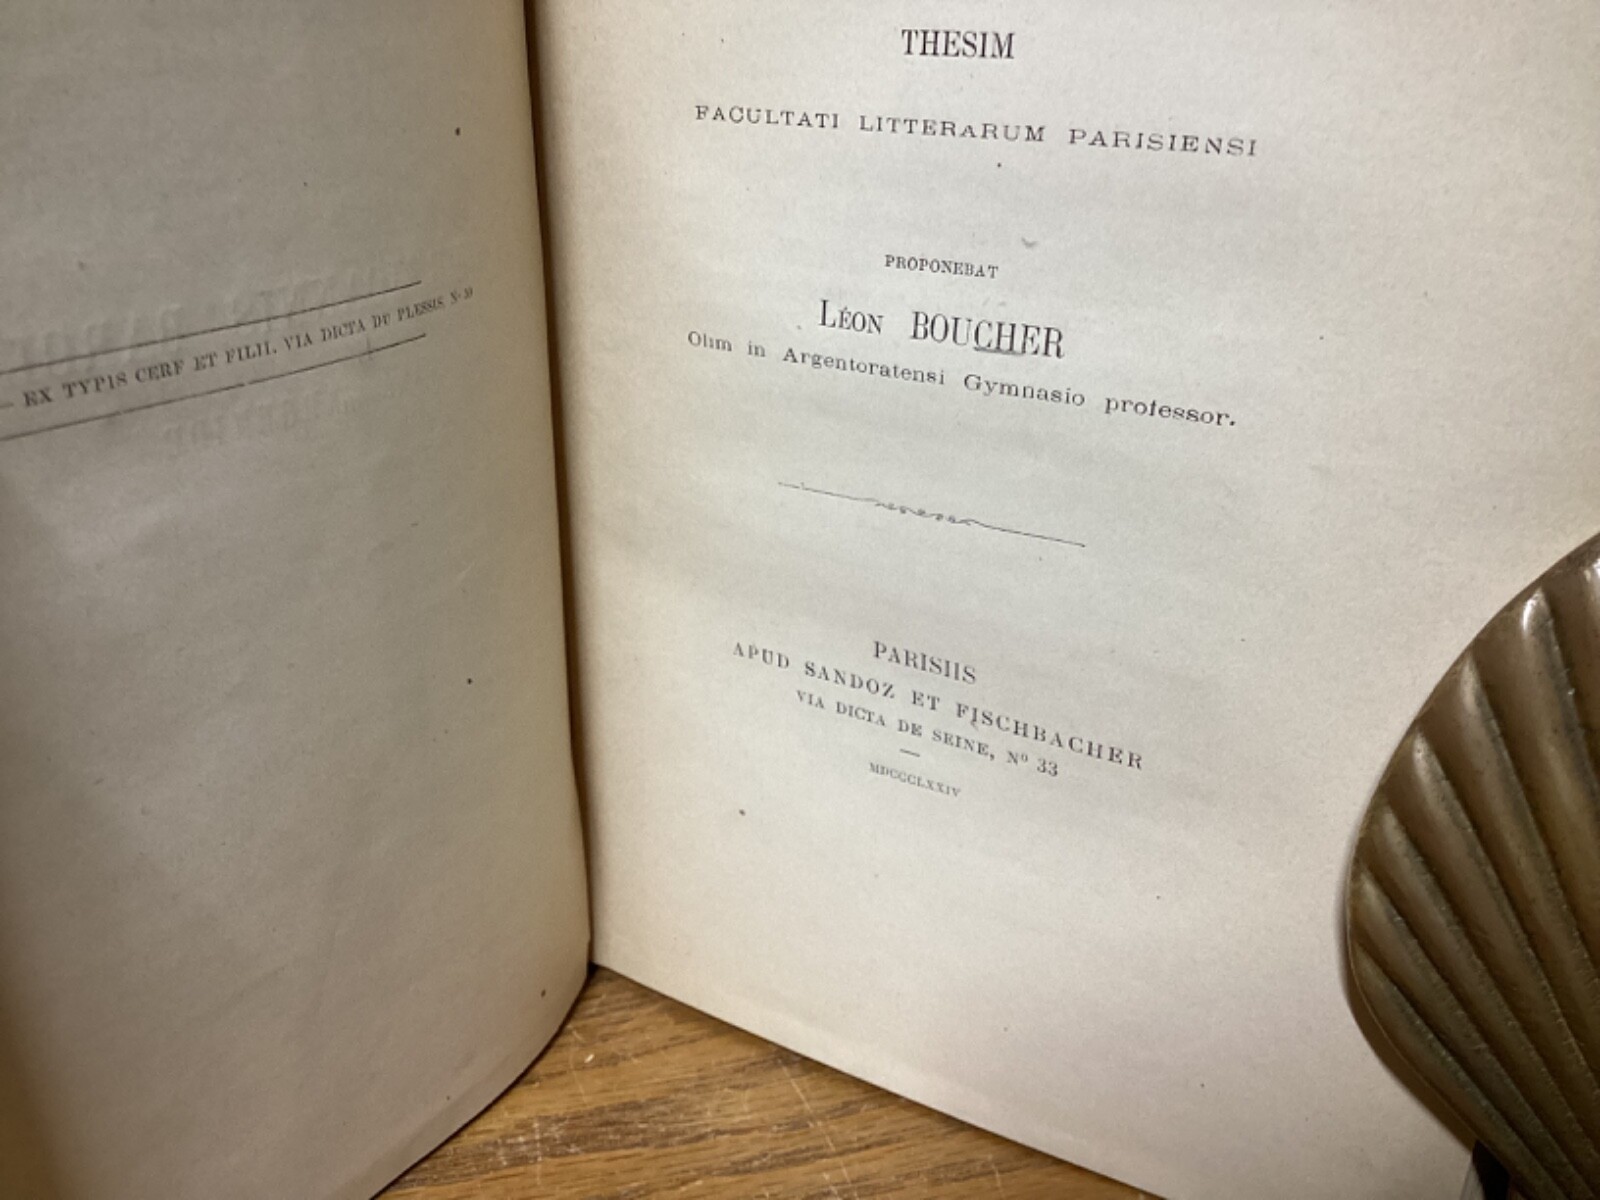 — EX TYPIS CERF ET FILII, VIA DICTA DU PLESSIS, Nº 59
THESIM
FACULTATI LITTERARUM PARISIENSI
PROPONEBAT
LÉON BOUCHER
Olim in Argentoratensi Gymnasio professor.
PARISIIS
APUD SANDOZ ET FISCHBACHER
VIA DICTA DE SEINE, Nº 33
MDCCCLXXIV